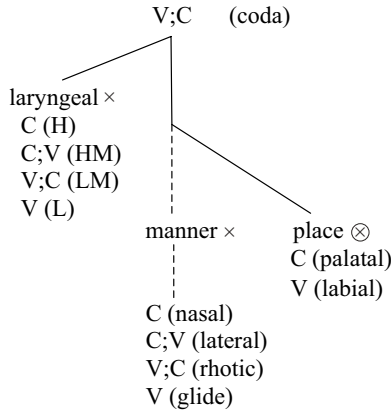 V;C (coda)
laryngeal ×
C (H)
C;V (HM)
V;C (LM)
V (L)
manner ×
C (nasal)
C;V (lateral)
V;C (rhotic)
V (glide)
place ⊗
C (palatal)
V (labial)